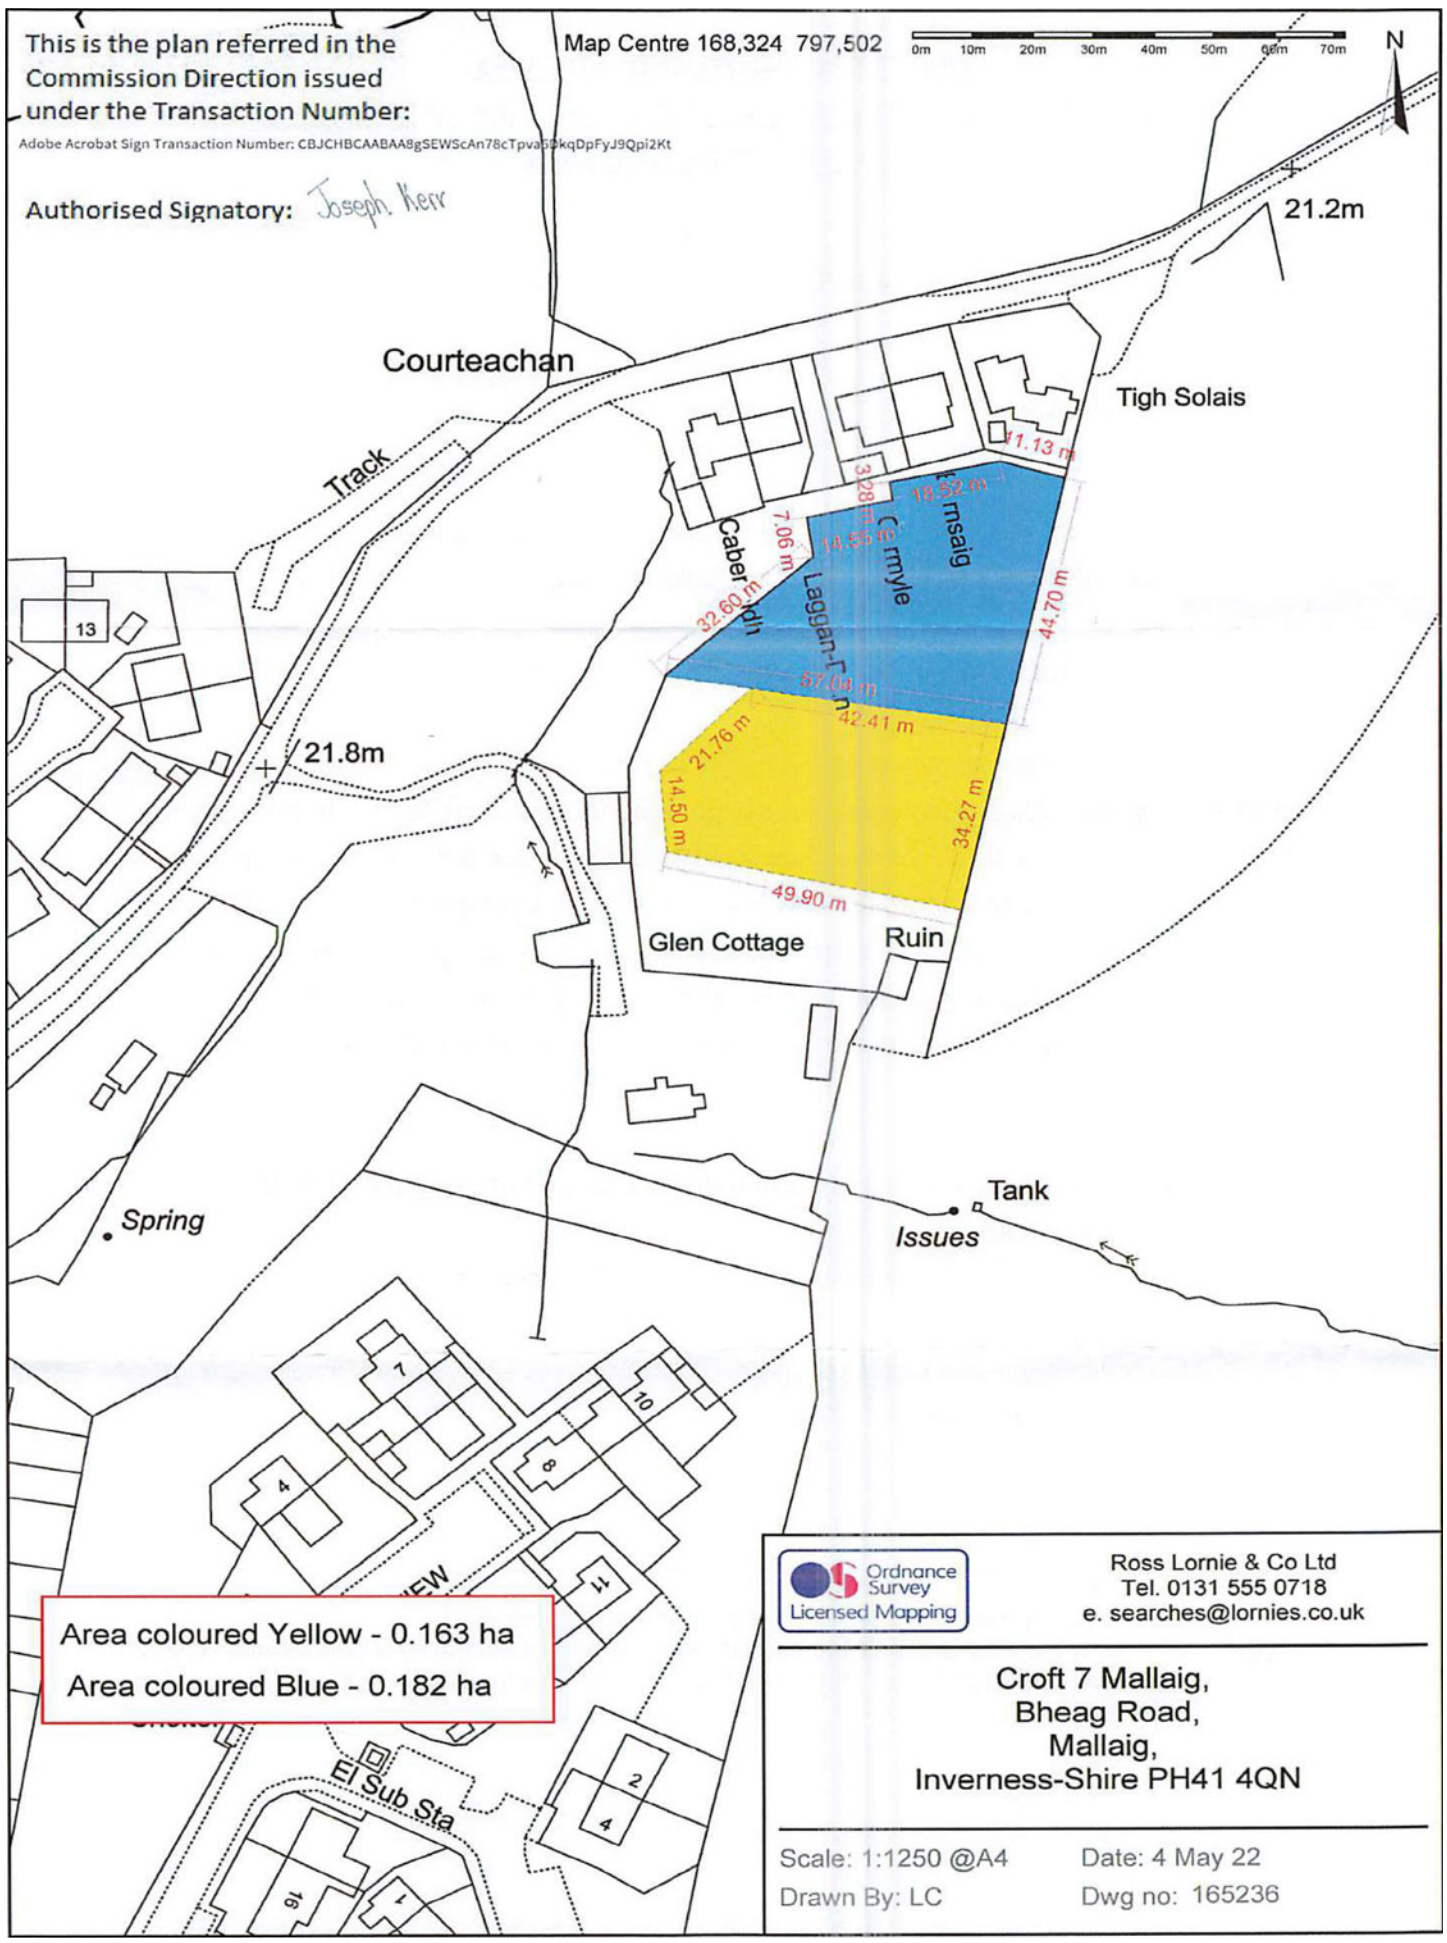 This is the plan referred in the
Commission Direction issued
under the Transaction Number:
Authorised Signatory: Joseph Kerr
Map Centre 168,324 797,502
0m 10m 20m 30m 40m 50m 60m 70m
N
21.2m
Courteachan
Tigh Solais
Track
11.13 m
18.52 m
3.28 m
14.55 m
7.06 m
32.60 m
44.70 m
57.04 m
42.41 m
21.76 m
14.50 m
34.27 m
49.90 m
13
21.8m
Glen Cottage
Ruin
Tank
Issues
Spring
7
10
8
4
11
Area coloured Yellow - 0.163 ha
Area coloured Blue - 0.182 ha
El Sub Sta
2
4
16
1
Ordnance
Survey
Licensed Mapping
Ross Lornie & Co Ltd
Tel. 0131 555 0718
e. searches@lornies.co.uk
Croft 7 Mallaig,
Bheag Road,
Mallaig,
Inverness-Shire PH41 4QN
Scale: 1:1250 @A4
Date: 4 May 22
Drawn By: LC
Dwg no: 165236